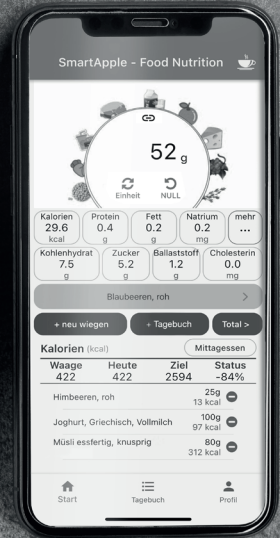 SmartApple - Food Nutrition
52 g
Einheit NULL
Kalorien Protein Fett Natrium mehr
29.6 0.4 0.2 0.2 ...
kcal g g mg
Kohlenhydrat Zucker Ballaststoff Cholesterin
7.5 5.2 1.2 0.0
g g g mg
Blaubeeren, roh >
+ neu wiegen + Tagebuch Total >
Kalorien (kcal) Mittagessen
Waage Heute Ziel Status
422 422 2594 -84%
Himbeeren, roh 25g
13 kcal
Joghurt, Griechisch, Vollmilch 100g
97 kcal
Müsli essfertig, knusprig 80g
312 kcal
Start Tagebuch Profil